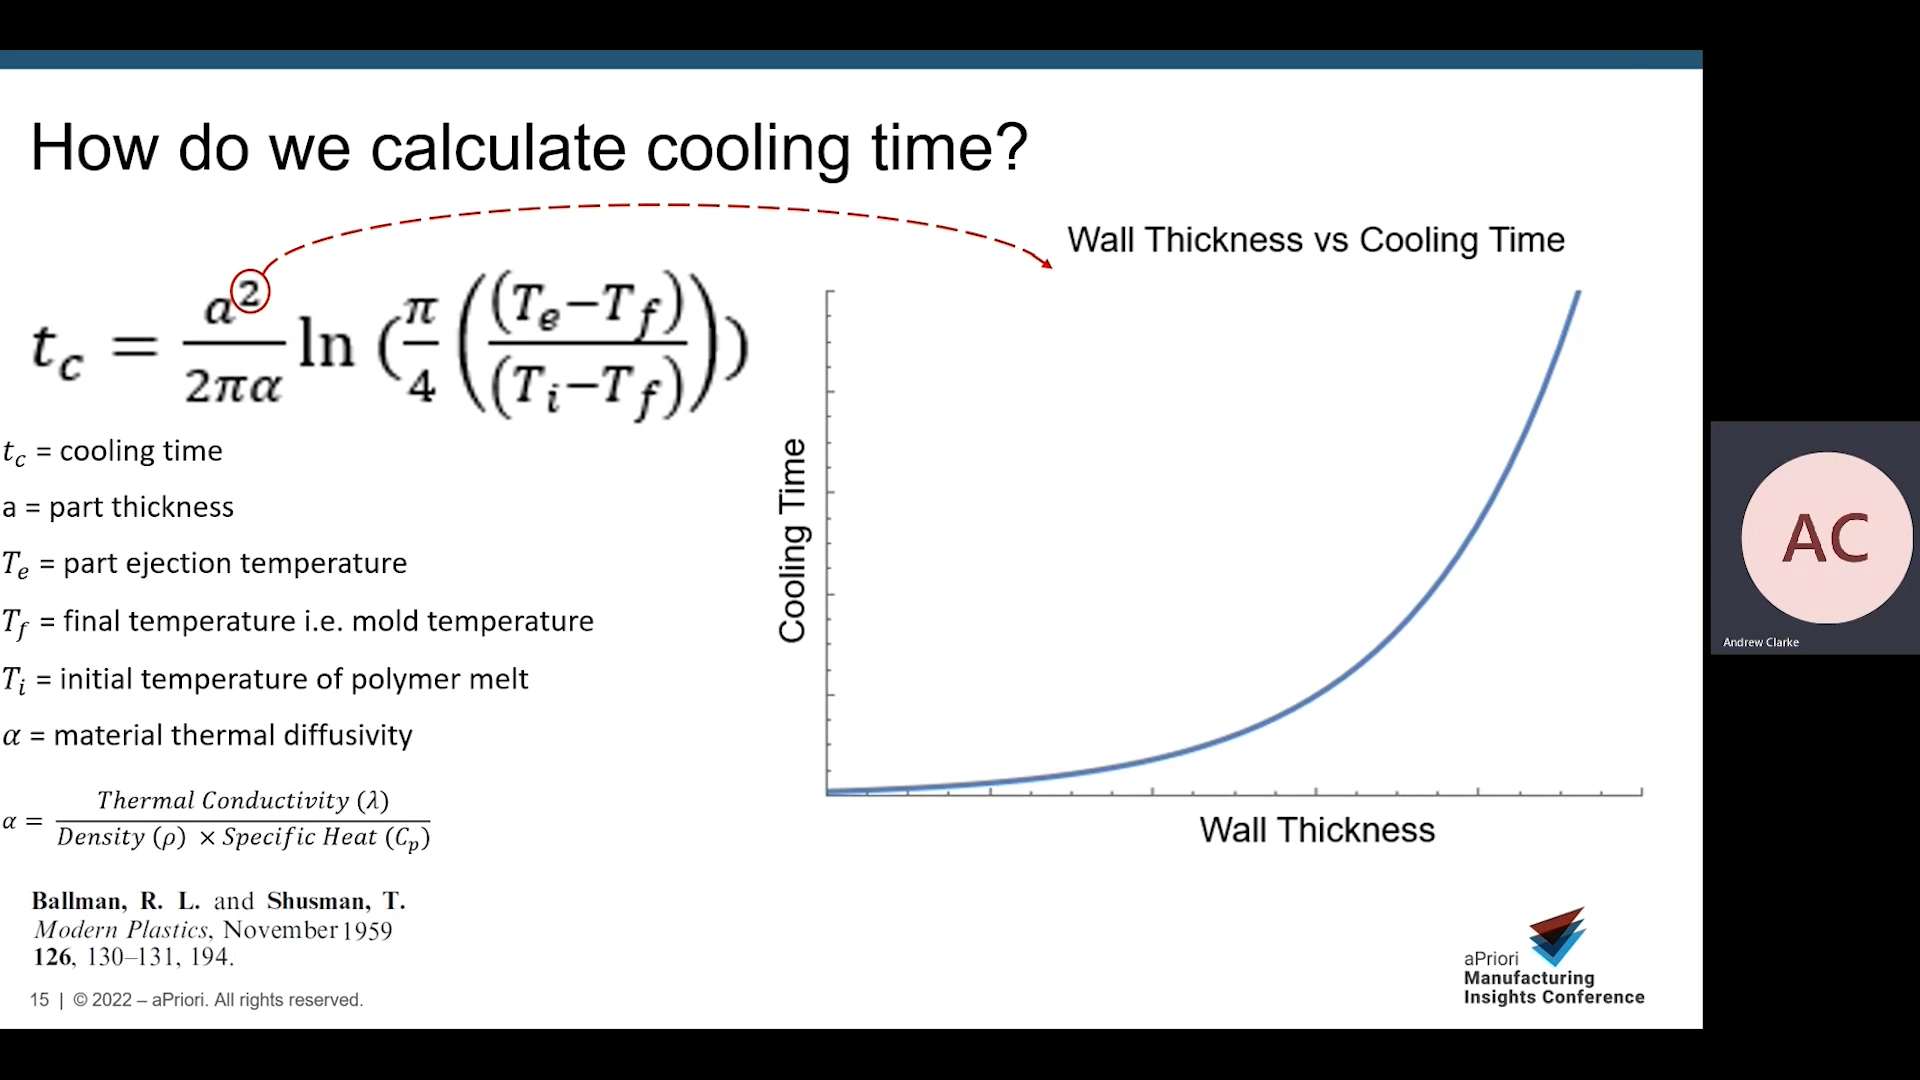 How do we calculate cooling time?
t_c = a^2 / 2πα ln (π/4 ((T_e−T_f) / (T_i−T_f)))
t_c = cooling time
a = part thickness
T_e = part ejection temperature
T_f = final temperature i.e. mold temperature
T_i = initial temperature of polymer melt
α = material thermal diffusivity
α = Thermal Conductivity (λ) / Density (ρ) × Specific Heat (C_p)
Ballman, R. L. and Shusman, T.
Modern Plastics, November 1959
126, 130–131, 194.
15 | © 2022 – aPriori. All rights reserved.
Wall Thickness vs Cooling Time
Cooling Time
Wall Thickness
aPriori
Manufacturing
Insights Conference
AC
Andrew Clarke